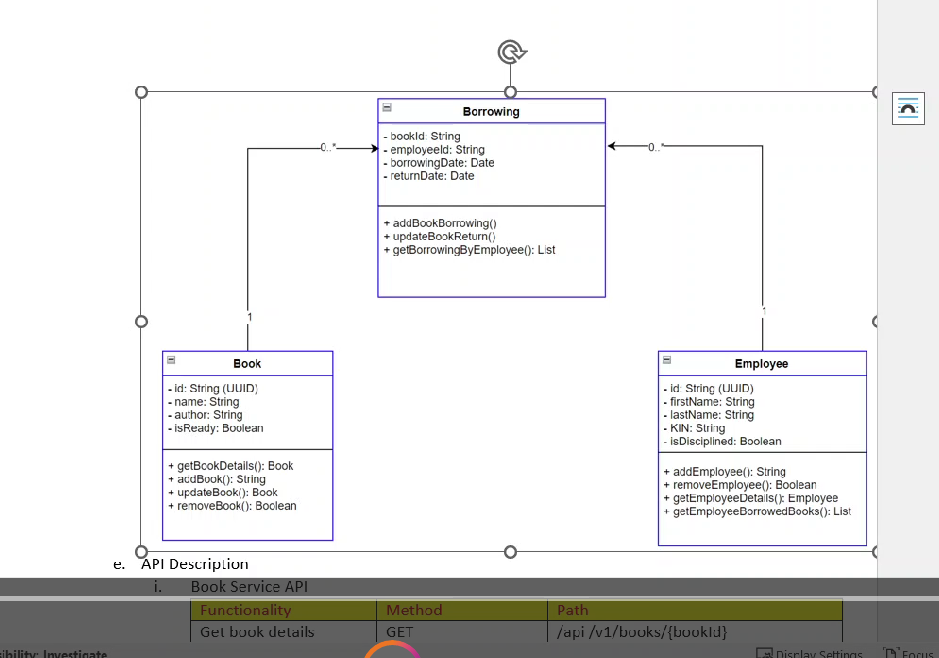 Borrowing
- bookId: String
- employeeId: String
- borrowingDate: Date
- returnDate: Date
+ addBookBorrowing()
+ updateBookReturn()
+ getBorrowingByEmployee(): List
0..*
0..*
1
1
Book
- id: String (UUID)
- name: String
- author: String
- isReady: Boolean
+ getBookDetails(): Book
+ addBook(): String
+ updateBook(): Book
+ removeBook(): Boolean
Employee
- id: String (UUID)
- firstName: String
- lastName: String
- KIN: String
- isDisciplined: Boolean
+ addEmployee(): String
+ removeEmployee(): Boolean
+ getEmployeeDetails(): Employee
+ getEmployeeBorrowedBooks(): List
e. API Description
i. Book Service API
Functionality Method Path
Get book details GET /api /v1/books/{bookId}
sibility: Investigate Display Settings Focus